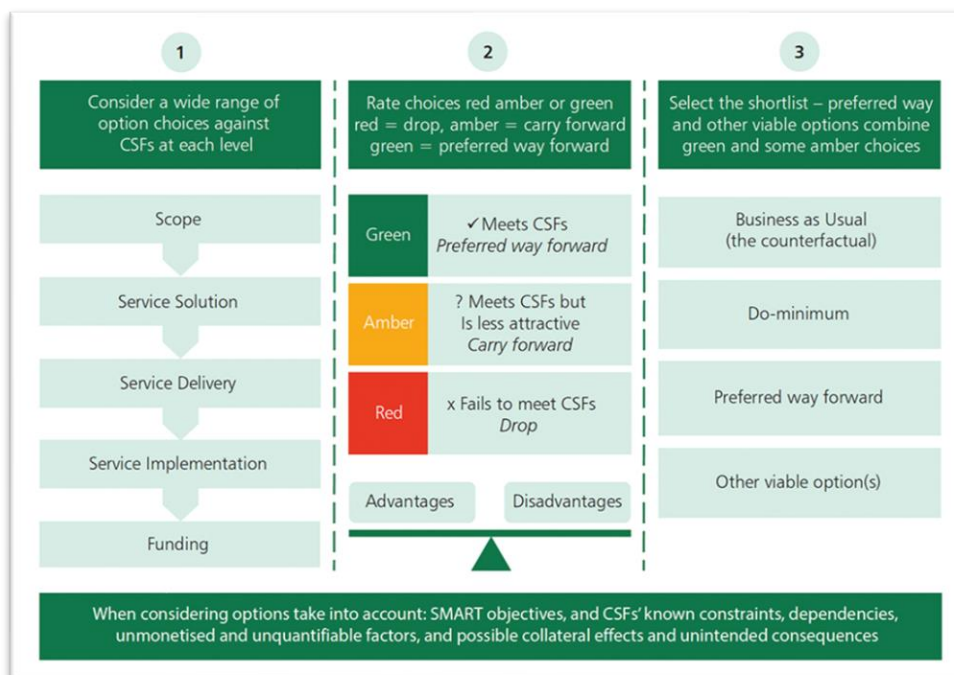 1
Consider a wide range of
option choices against
CSFs at each level
Scope
Service Solution
Service Delivery
Service Implementation
Funding
2
Rate choices red amber or green
red = drop, amber = carry forward
green = preferred way forward
Green
✓ Meets CSFs
Preferred way forward
Amber
? Meets CSFs but
Is less attractive
Carry forward
Red
x Fails to meet CSFs
Drop
Advantages
Disadvantages
3
Select the shortlist – preferred way
and other viable options combine
green and some amber choices
Business as Usual
(the counterfactual)
Do-minimum
Preferred way forward
Other viable option(s)
When considering options take into account: SMART objectives, and CSFs’ known constraints, dependencies,
unmonetised and unquantifiable factors, and possible collateral effects and unintended consequences